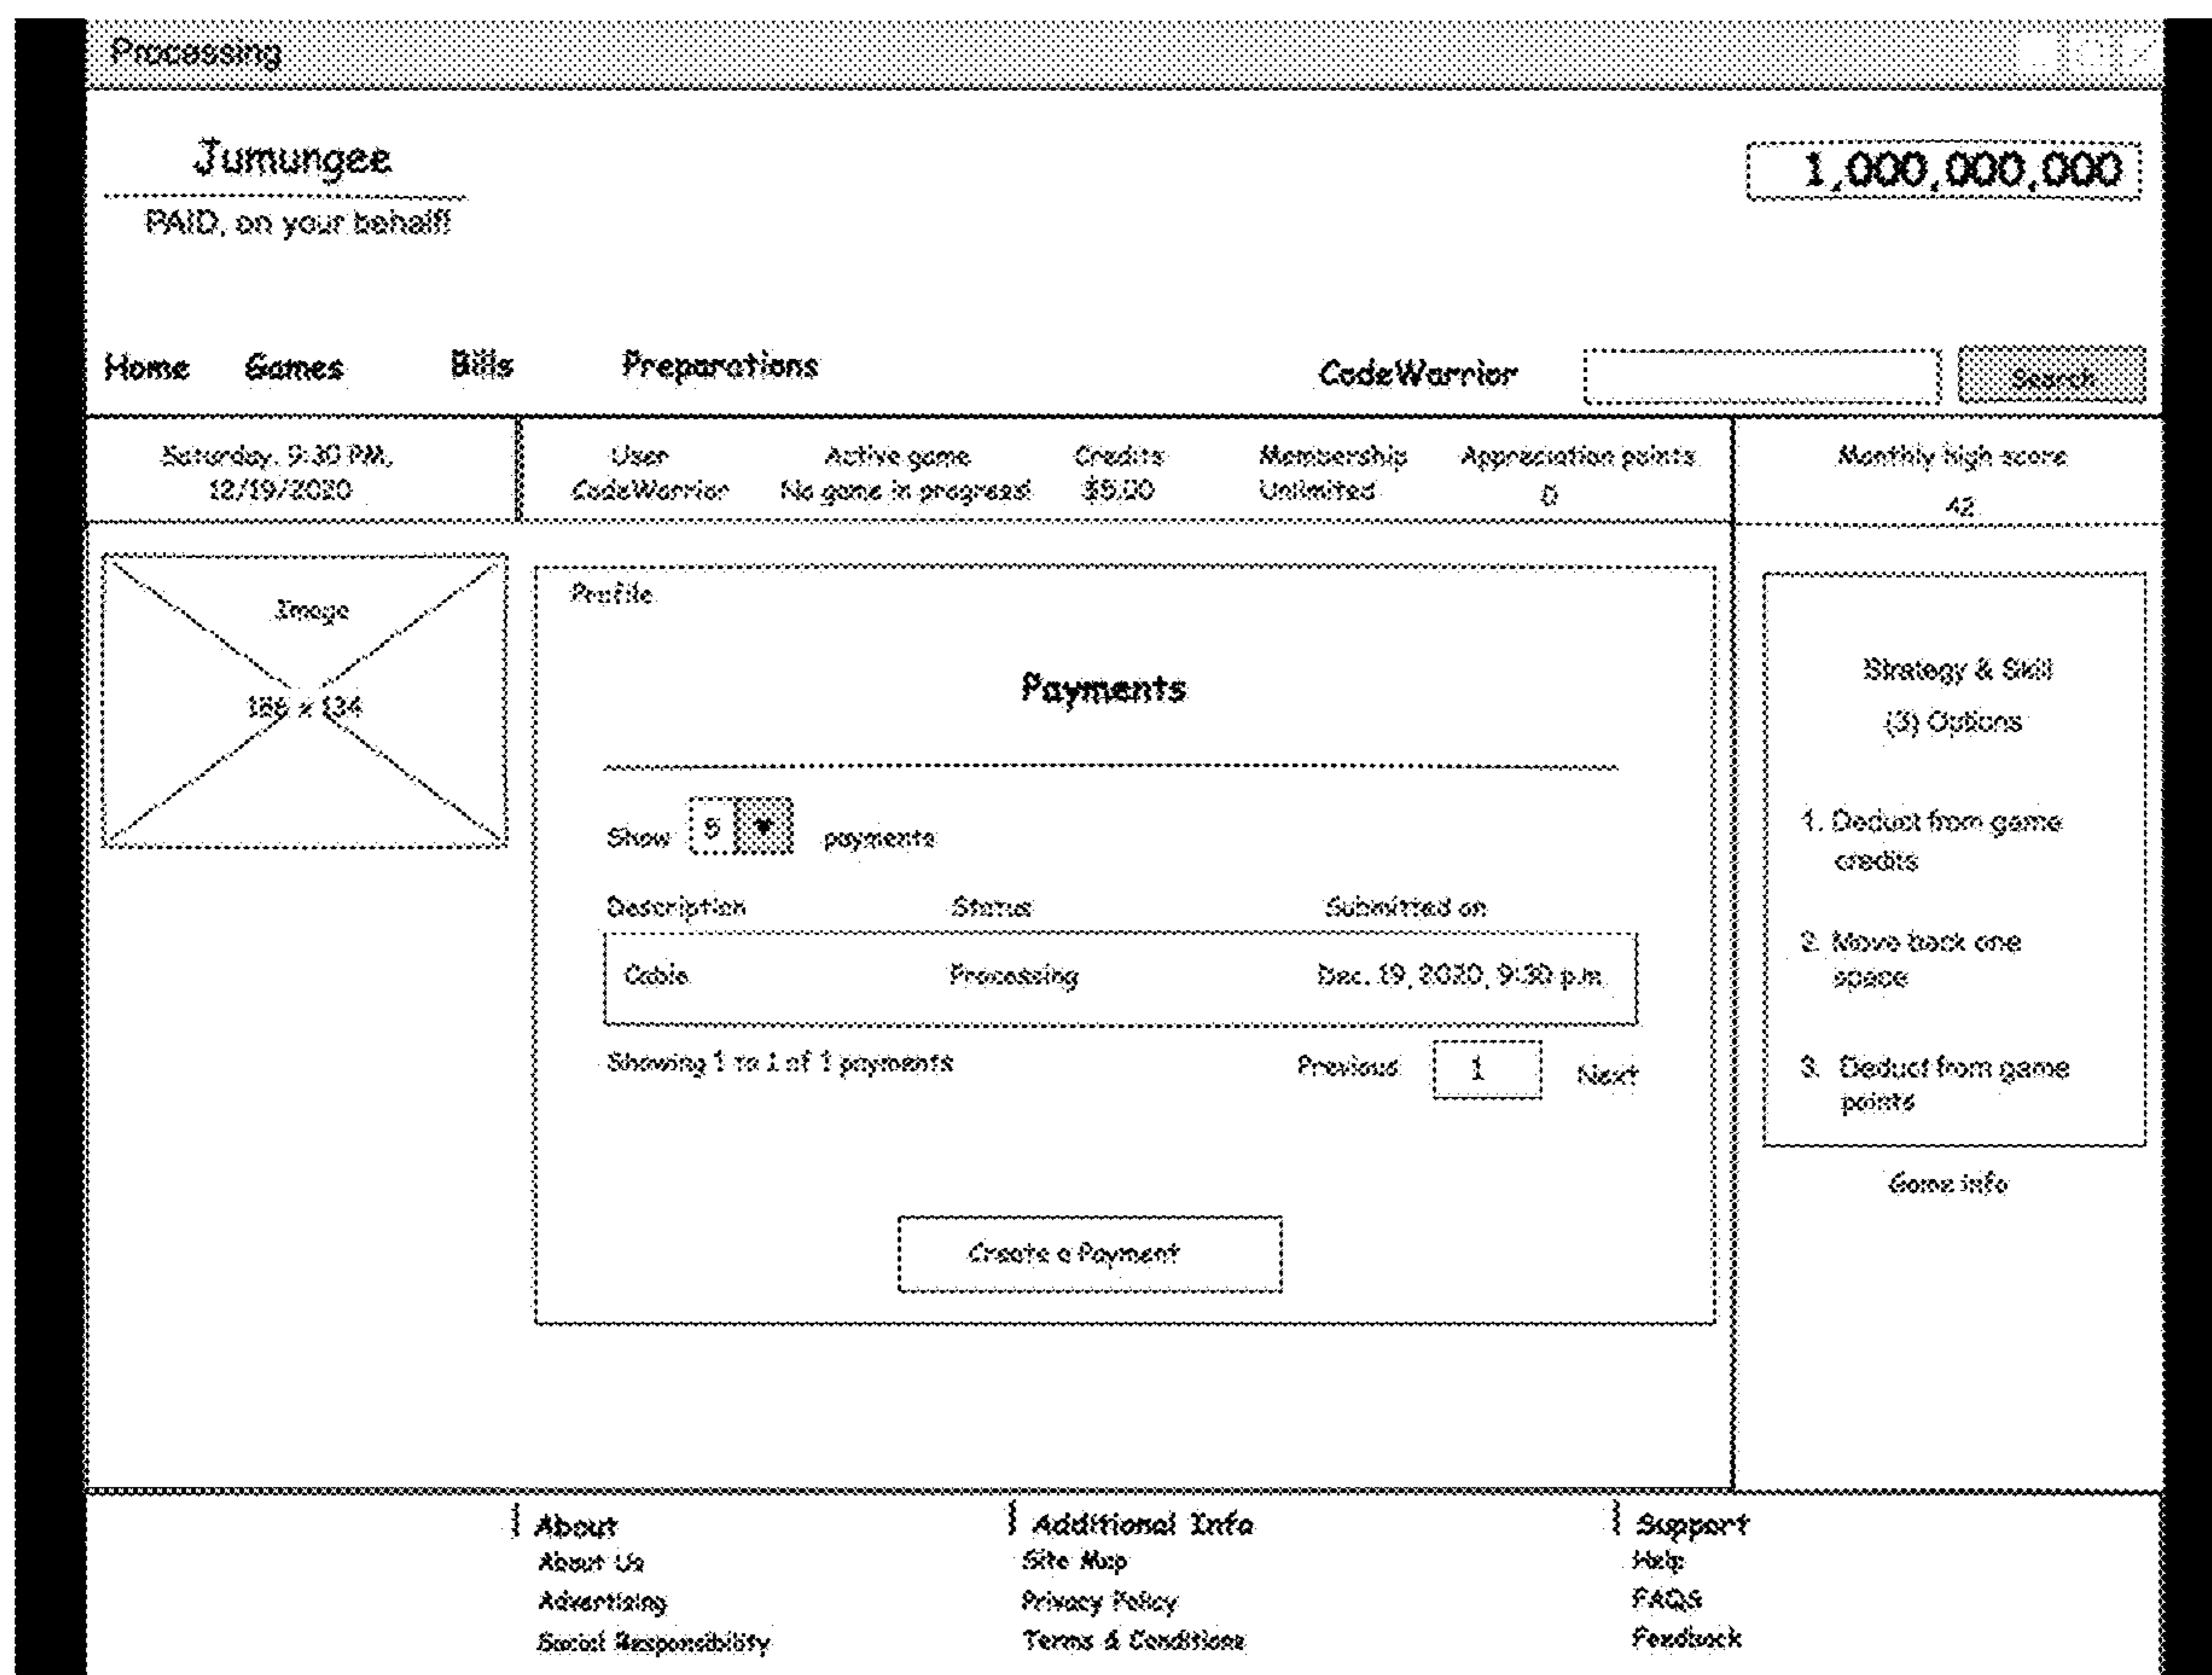 Processing
Jumungee
1,000,000,000
PAID, on your behalf!
Home Games Bills Preparations CodeWarrior Search
Saturday, 9:30 PM,
12/19/2020
User Active game Credits Membership Appreciation points
CodeWarrior No game in progress! $5.00 Unlimited 0
Monthly high score
42
Image
186 x 134
Profile
Payments
Show 5 payments
Description Status Submitted on
Cable Processing Dec. 19, 2020, 9:30 p.m.
Showing 1 to 1 of 1 payments Previous 1 Next
Create a Payment
Strategy & Skill
(3) Options
1. Deduct from game
credits
2. Move back one
space
3. Deduct from game
points
Game info
About
About Us
Advertising
Social Responsibility
Additional Info
Site Map
Privacy Policy
Terms & Conditions
Support
Help
FAQS
Feedback